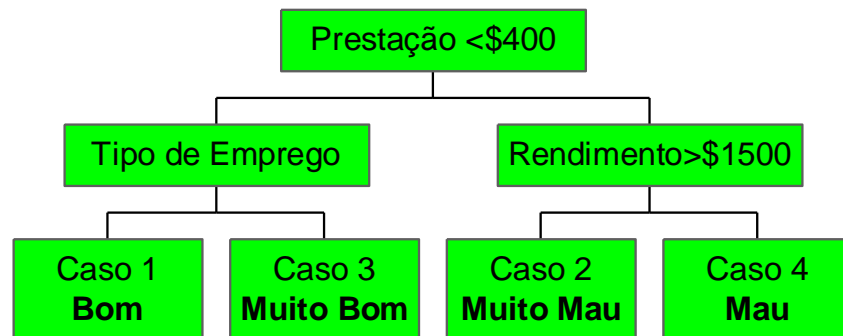 Prestação <$400
Tipo de Emprego
Rendimento>$1500
Caso 1
Bom
Caso 3
Muito Bom
Caso 2
Muito Mau
Caso 4
Mau